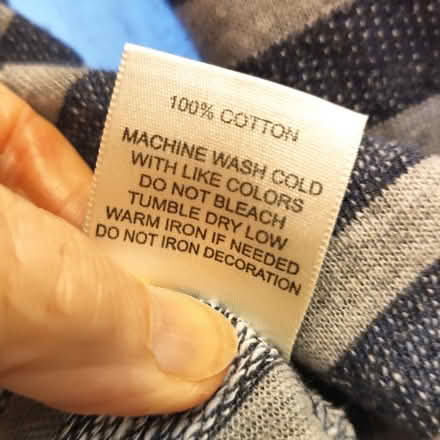 100% COTTON
MACHINE WASH COLD
WITH LIKE COLORS
DO NOT BLEACH
TUMBLE DRY LOW
WARM IRON IF NEEDED
DO NOT IRON DECORATION